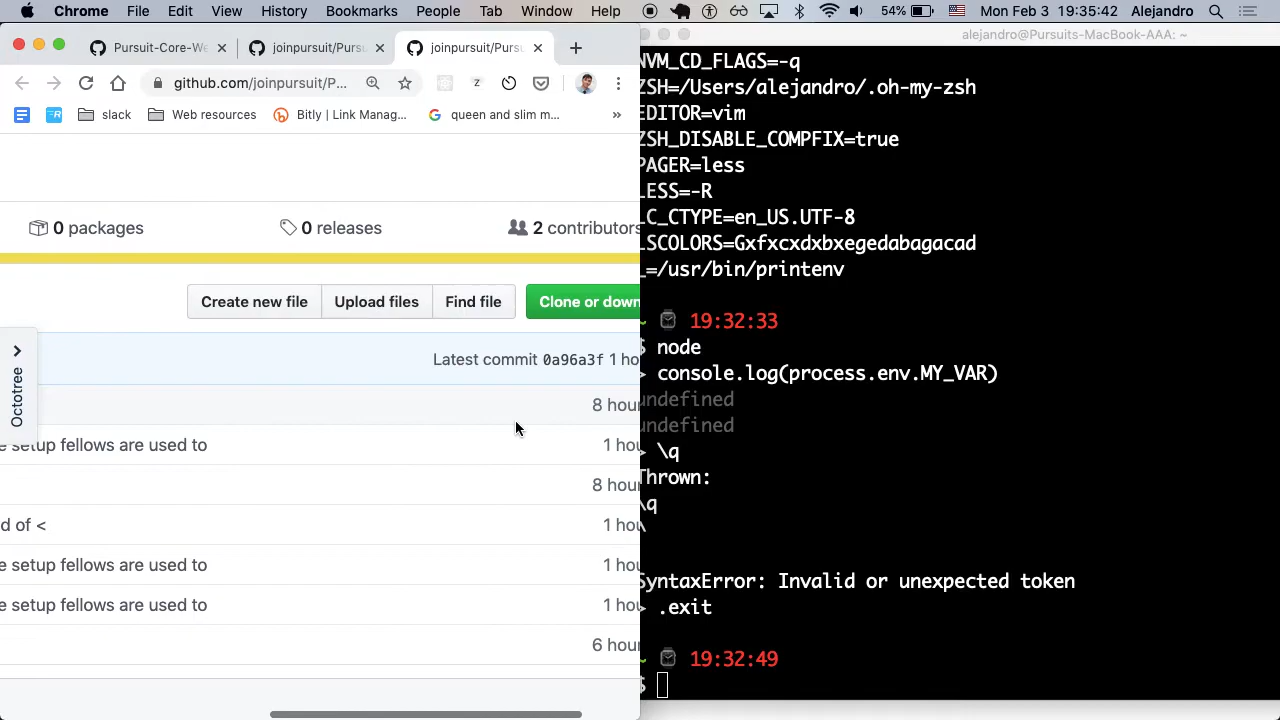 Chrome File Edit View History Bookmarks People Tab Window Help 54% Mon Feb 3 19:35:42 Alejandro
Pursuit-Core-We
joinpursuit/Pursu
joinpursuit/Pursu
github.com/joinpursuit/P...
slack
Web resources
Bitly | Link Manag...
queen and slim m...
»
0 packages
0 releases
2 contributors
Create new file
Upload files
Find file
Clone or down
Latest commit 0a96a3f 1 ho
Octotree
8 hour
e setup fellows are used to
1 hou
8 hour
d of <
1 hou
e setup fellows are used to
1 hou
e setup fellows are used to
1 hou
6 hour
alejandro@Pursuits-MacBook-AAA: ~
NVM_CD_FLAGS=-q
ZSH=/Users/alejandro/.oh-my-zsh
EDITOR=vim
ZSH_DISABLE_COMPFIX=true
PAGER=less
LESS=-R
LC_CTYPE=en_US.UTF-8
LSCOLORS=Gxfxcxdxbxegedabagacad
_=/usr/bin/printenv
~ 19:32:33
$ node
> console.log(process.env.MY_VAR)
undefined
undefined
> \q
Thrown:
\q
\
SyntaxError: Invalid or unexpected token
> .exit
~ 19:32:49
$